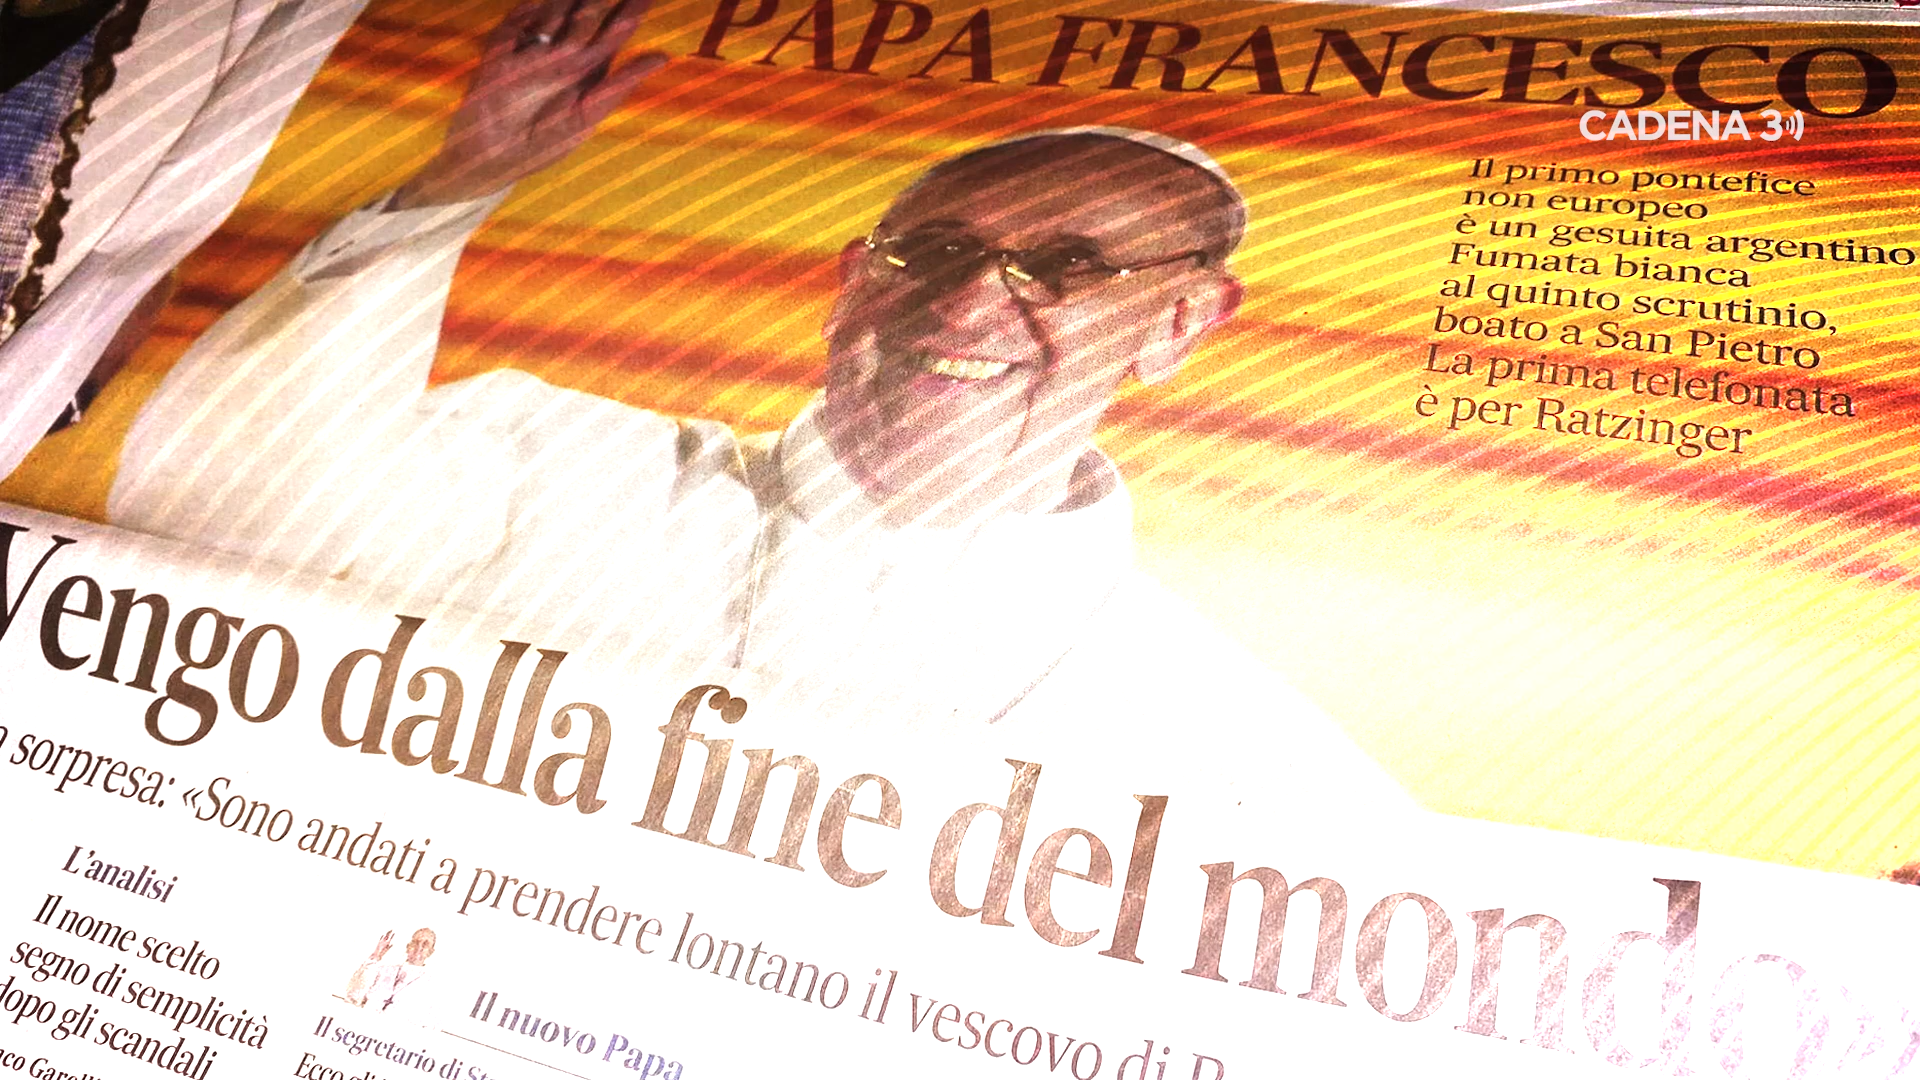 PAPA FRANCESCO
CADENA 3
Il primo pontefice
non europeo
è un gesuita argentino
Fumata bianca
al quinto scrutinio,
boato a San Pietro
La prima telefonata
è per Ratzinger
Vengo dalla fine del mondo
sorpresa: «Sono andati a prendere lontano il vescovo di
L'analisi
Il nome scelto
segno di semplicità
dopo gli scandali
Il nuovo Papa
Il segretario di
Ecco